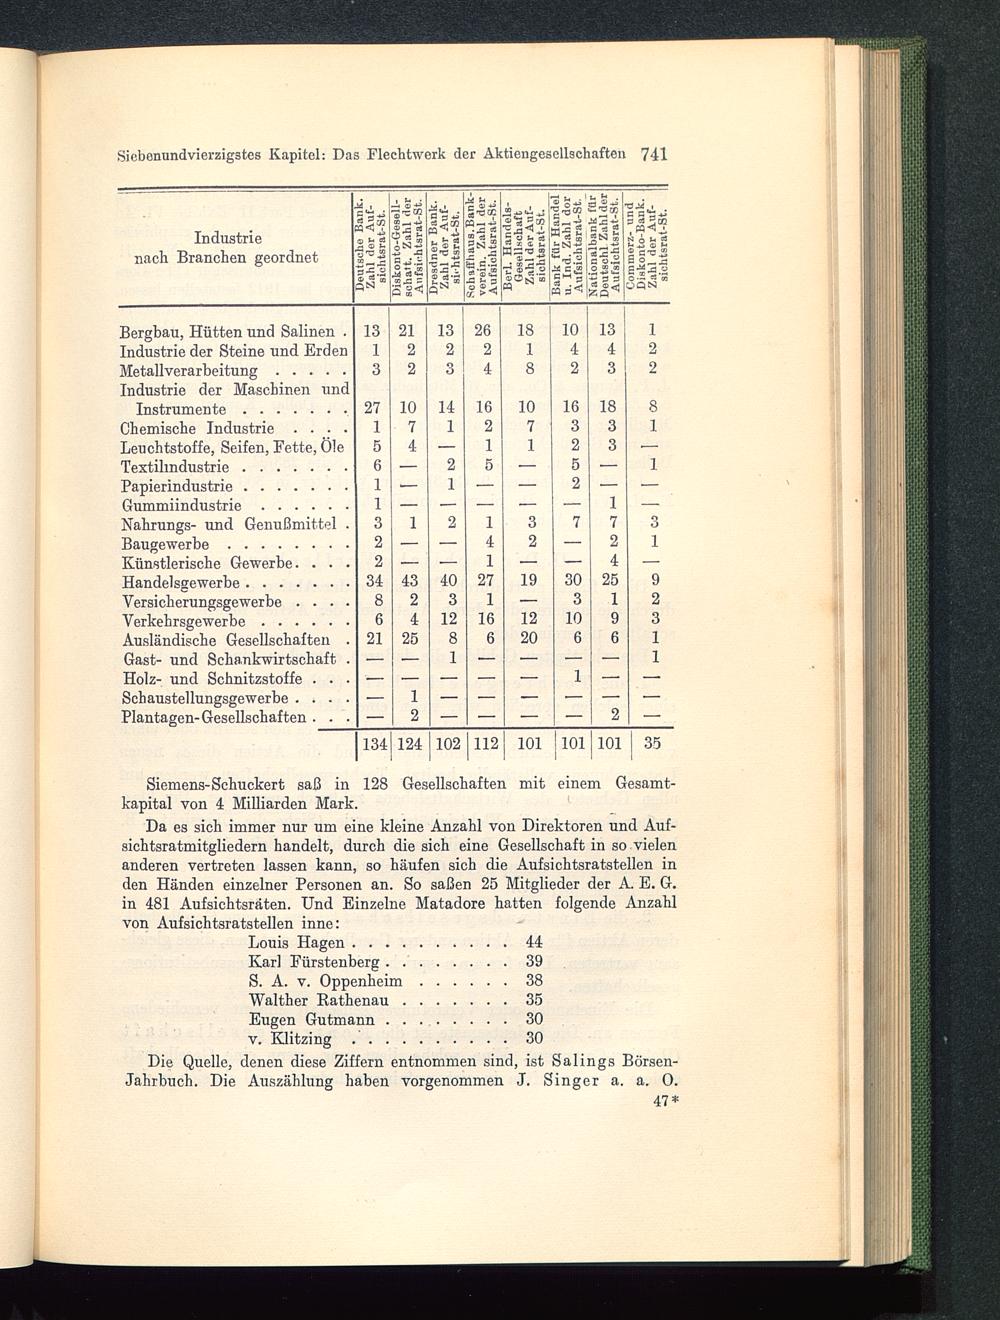 Siebenundvierzigstes Kapitel: Das Flechtwerk der Aktiengesellschaften 741
Industrie
nach Branchen geordnet
Deutsche Bank.
Zahl der Auf-
sichtsrat-St.
Diskonto-Gesell-
schaft. Zahl der
Aufsichtsrat-St.
Dresdner Bank.
Zahl der Auf-
sichtsrat-St.
Schaffhaus. Bank-
verein. Zahl der
Aufsichtsrat-St.
Berl. Handels-
Gesellschaft
Zahl der Auf-
sichtsrat-St.
Bank für Handel
u. Ind. Zahl der
Aufsichtsrat-St.
Nationalbank für
Deutschl Zahl der
Aufsichtsrat-St.
Commerz- und
Diskonto-Bank.
Zahl der Auf-
sichtsrat-St.
Bergbau, Hütten und Salinen . 13 21 13 26 18 10 13 1
Industrie der Steine und Erden 1 2 2 2 1 4 4 2
Metallverarbeitung . . . . . 3 2 3 4 8 2 3 2
Industrie der Maschinen und
Instrumente . . . . . . . 27 10 14 16 10 16 18 8
Chemische Industrie . . . . 1 7 1 2 7 3 3 1
Leuchtstoffe, Seifen, Fette, Öle 5 4 — 1 1 2 3 —
Textilindustrie . . . . . . . 6 — 2 5 — 5 — 1
Papierindustrie . . . . . . . 1 — 1 — — 2 — —
Gummiindustrie . . . . . . 1 — — — — — 1 —
Nahrungs- und Genußmittel . 3 1 2 1 3 7 7 3
Baugewerbe . . . . . . . . 2 — — 4 2 — 2 1
Künstlerische Gewerbe. . . . 2 — — 1 — — 4 —
Handelsgewerbe . . . . . . . 34 43 40 27 19 30 25 9
Versicherungsgewerbe . . . . 8 2 3 1 — 3 1 2
Verkehrsgewerbe . . . . . . 6 4 12 16 12 10 9 3
Ausländische Gesellschaften . 21 25 8 6 20 6 6 1
Gast- und Schankwirtschaft . — — 1 — — — — 1
Holz- und Schnitzstoffe . . . — — — — — 1 — —
Schaustellungsgewerbe . . . . — 1 — — — — — —
Plantagen-Gesellschaften . . . — 2 — — — — 2 —
134 124 102 112 101 101 101 35
Siemens-Schuckert saß in 128 Gesellschaften mit einem Gesamt-
kapital von 4 Milliarden Mark.
Da es sich immer nur um eine kleine Anzahl von Direktoren und Auf-
sichtsratmitgliedern handelt, durch die sich eine Gesellschaft in so vielen
anderen vertreten lassen kann, so häufen sich die Aufsichtsratstellen in
den Händen einzelner Personen an. So saßen 25 Mitglieder der A. E. G.
in 481 Aufsichtsräten. Und Einzelne Matadore hatten folgende Anzahl
von Aufsichtsratstellen inne:
Louis Hagen . . . . . . . . . . 44
Karl Fürstenberg . . . . . . . . 39
S. A. v. Oppenheim . . . . . . 38
Walther Rathenau . . . . . . . 35
Eugen Gutmann . . . . . . . . 30
v. Klitzing . . . . . . . . . . 30
Die Quelle, denen diese Ziffern entnommen sind, ist Salings Börsen-
Jahrbuch. Die Auszählung haben vorgenommen J. Singer a. a. O.
47*